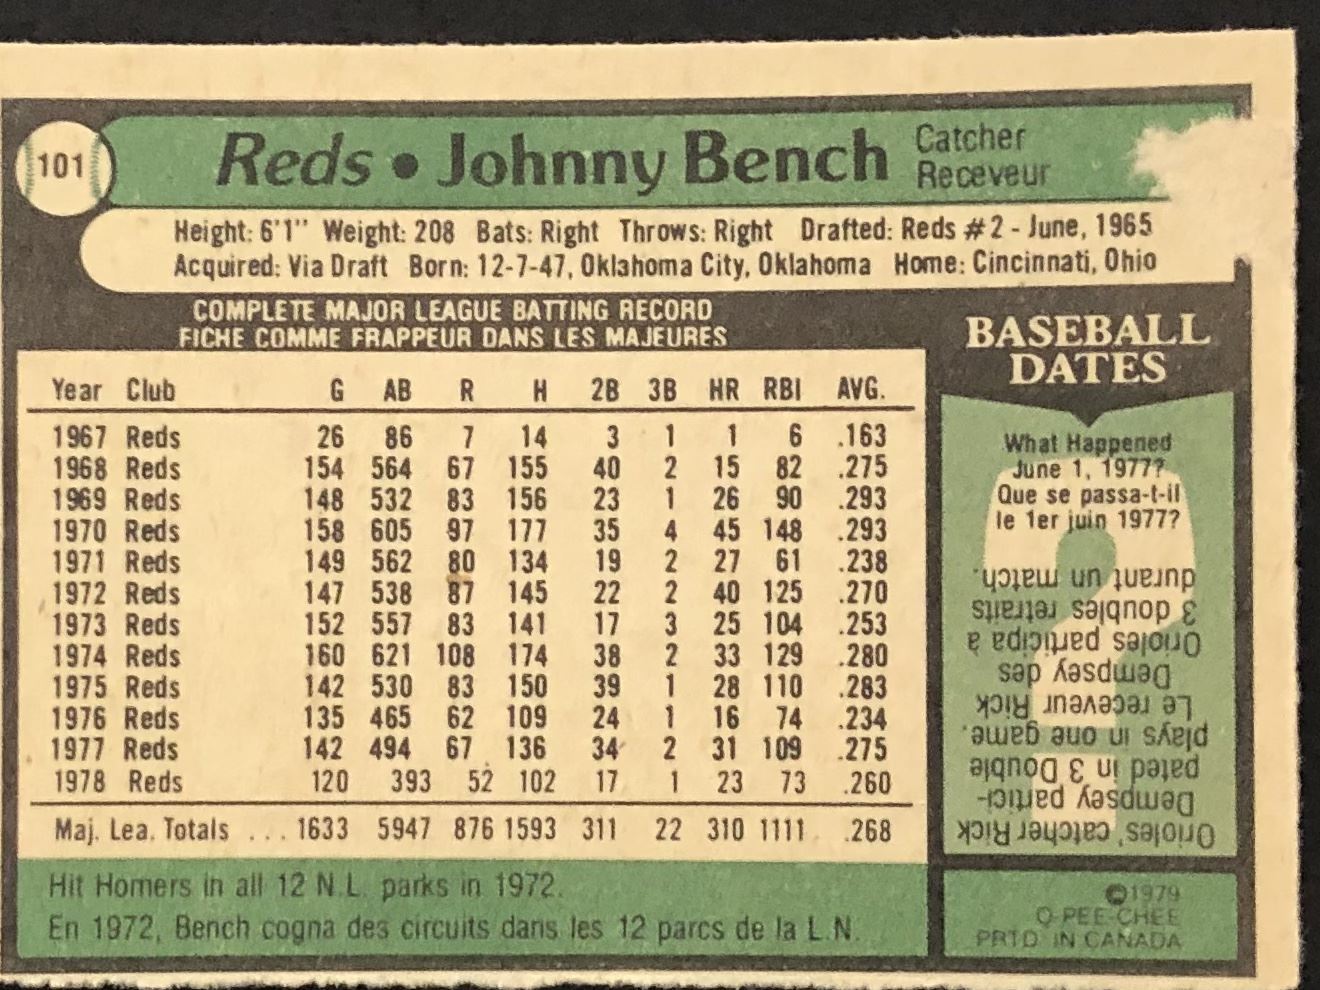 101
Reds • Johnny Bench
Catcher
Receveur
Height: 6'1" Weight: 208 Bats: Right Throws: Right Drafted: Reds #2 - June, 1965
Acquired: Via Draft Born: 12-7-47, Oklahoma City, Oklahoma Home: Cincinnati, Ohio
COMPLETE MAJOR LEAGUE BATTING RECORD
FICHE COMME FRAPPEUR DANS LES MAJEURES
Year Club G AB R H 2B 3B HR RBI AVG.
1967 Reds 26 86 7 14 3 1 1 6 .163
1968 Reds 154 564 67 155 40 2 15 82 .275
1969 Reds 148 532 83 156 23 1 26 90 .293
1970 Reds 158 605 97 177 35 4 45 148 .293
1971 Reds 149 562 80 134 19 2 27 61 .238
1972 Reds 147 538 87 145 22 2 40 125 .270
1973 Reds 152 557 83 141 17 3 25 104 .253
1974 Reds 160 621 108 174 38 2 33 129 .280
1975 Reds 142 530 83 150 39 1 28 110 .283
1976 Reds 135 465 62 109 24 1 16 74 .234
1977 Reds 142 494 67 136 34 2 31 109 .275
1978 Reds 120 393 52 102 17 1 23 73 .260
Maj. Lea. Totals ... 1633 5947 876 1593 311 22 310 1111 .268
Hit Homers in all 12 N.L. parks in 1972.
En 1972, Bench cogna des circuits dans les 12 parcs de la L.N.
BASEBALL
DATES
What Happened
June 1, 1977?
Que se passa-t-il
le 1er juin 1977?
Orioles' catcher Rick
Dempsey partici-
pated in 3 Double
plays in one game.
Le receveur Rick
Dempsey des
Orioles participa à
3 doubles retraits
durant un match.
©1979
O-PEE-CHEE
PRTD. IN CANADA